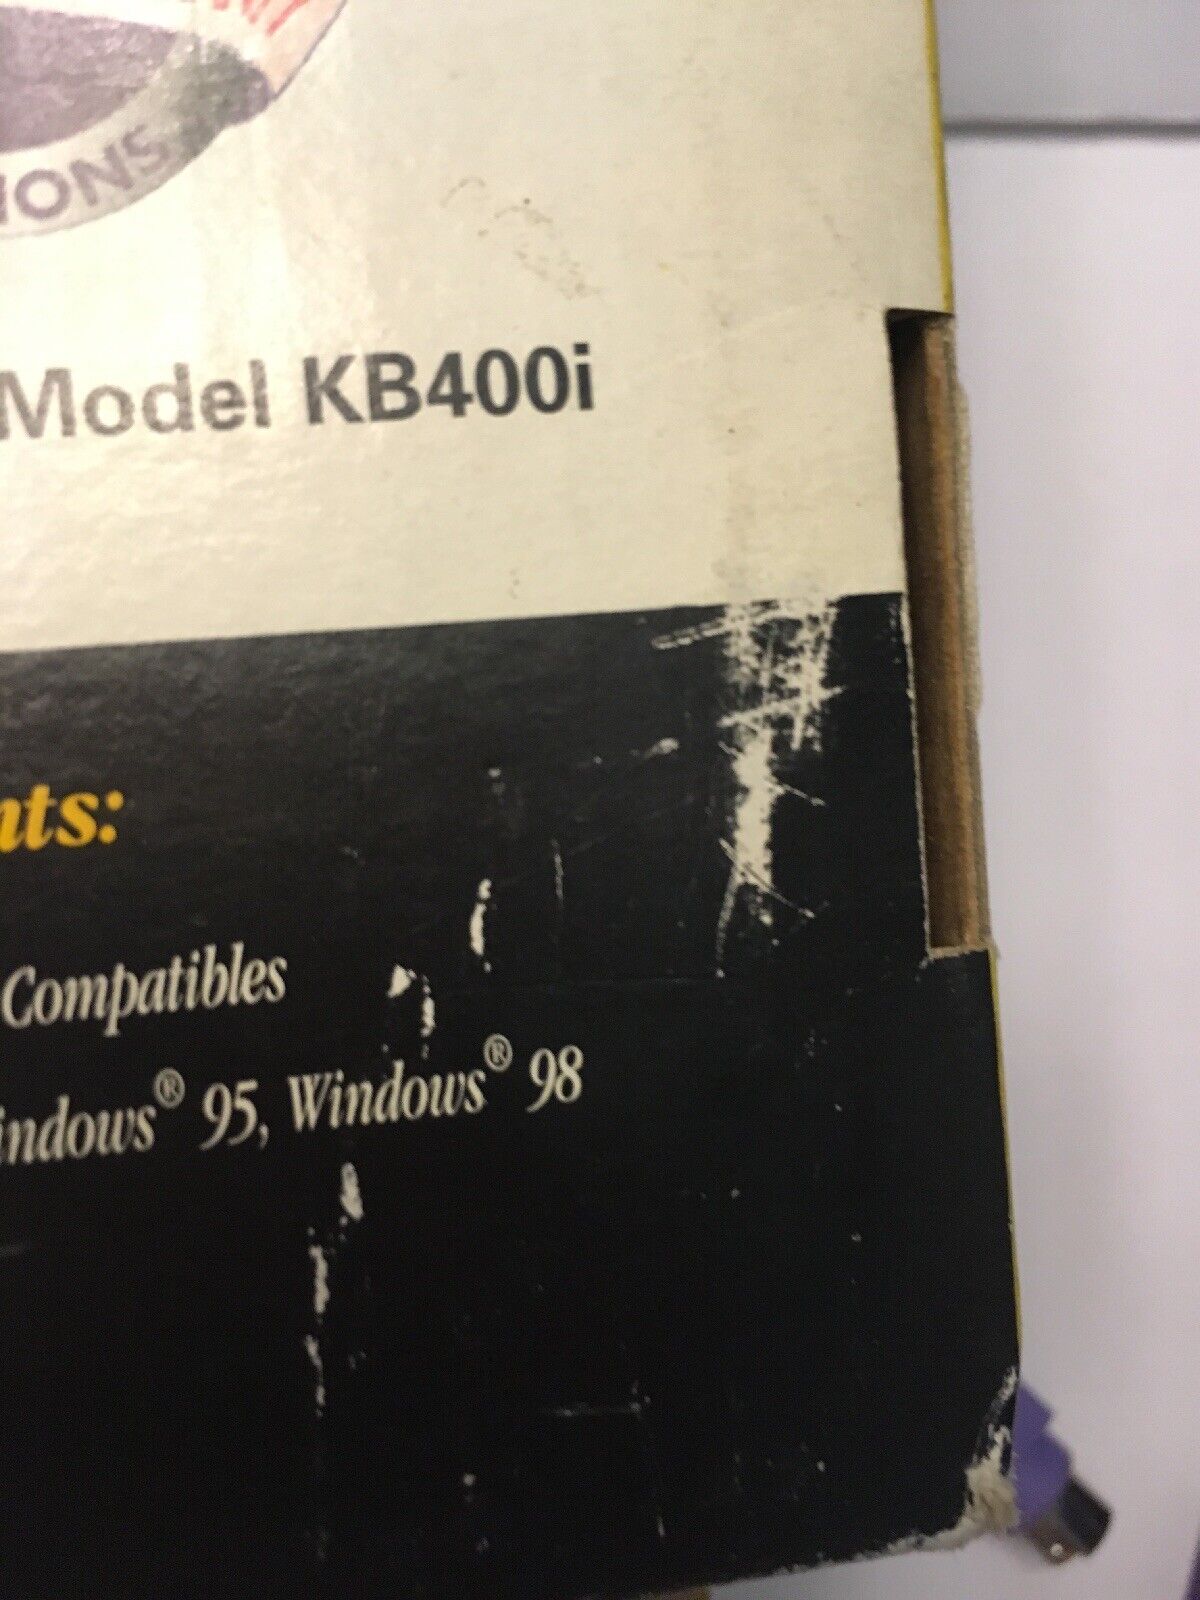 IONS
Model KB400i
nts:
Compatibles
indows® 95, Windows® 98